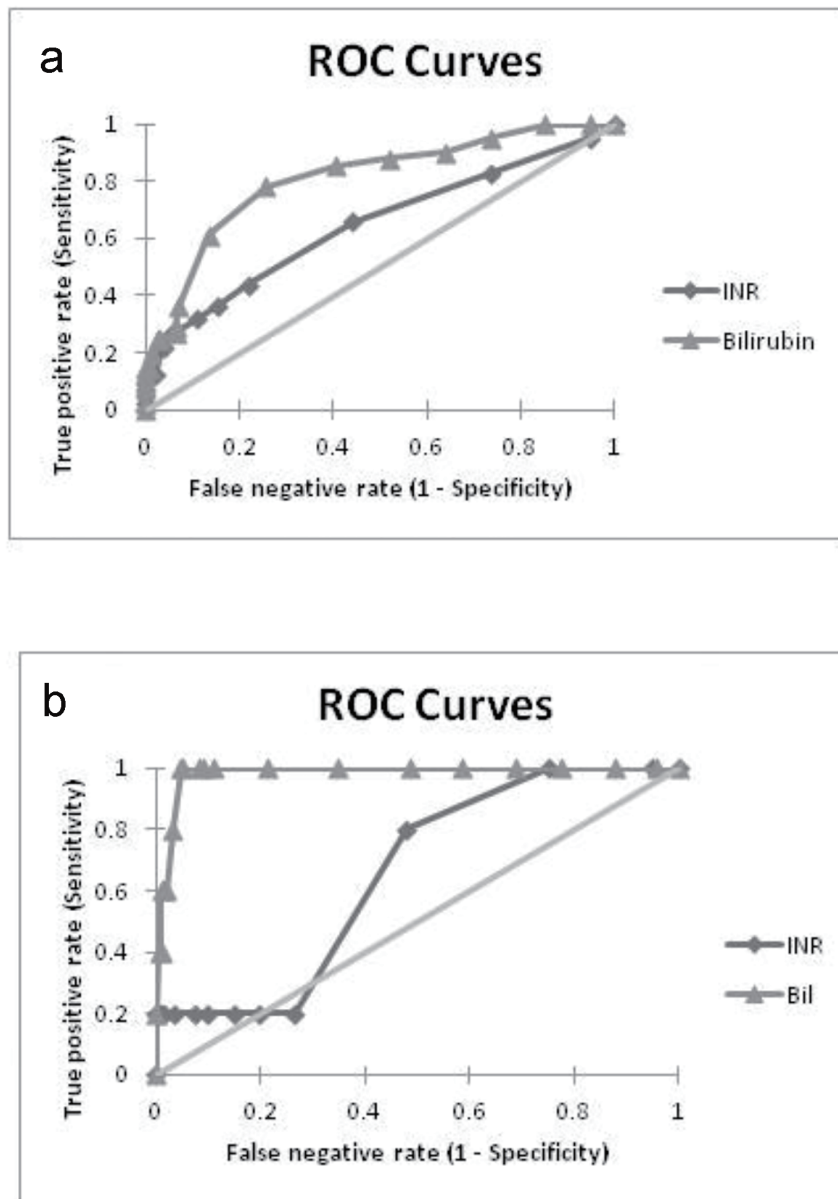 a
ROC Curves
True positive rate (Sensitivity)
1
0.8
0.6
0.4
0.2
0
0 0.2 0.4 0.6 0.8 1
False negative rate (1 - Specificity)
INR
Bilirubin
b
ROC Curves
True positive rate (Sensitivity)
1
0.8
0.6
0.4
0.2
0
0 0.2 0.4 0.6 0.8 1
False negative rate (1 - Specificity)
INR
Bil